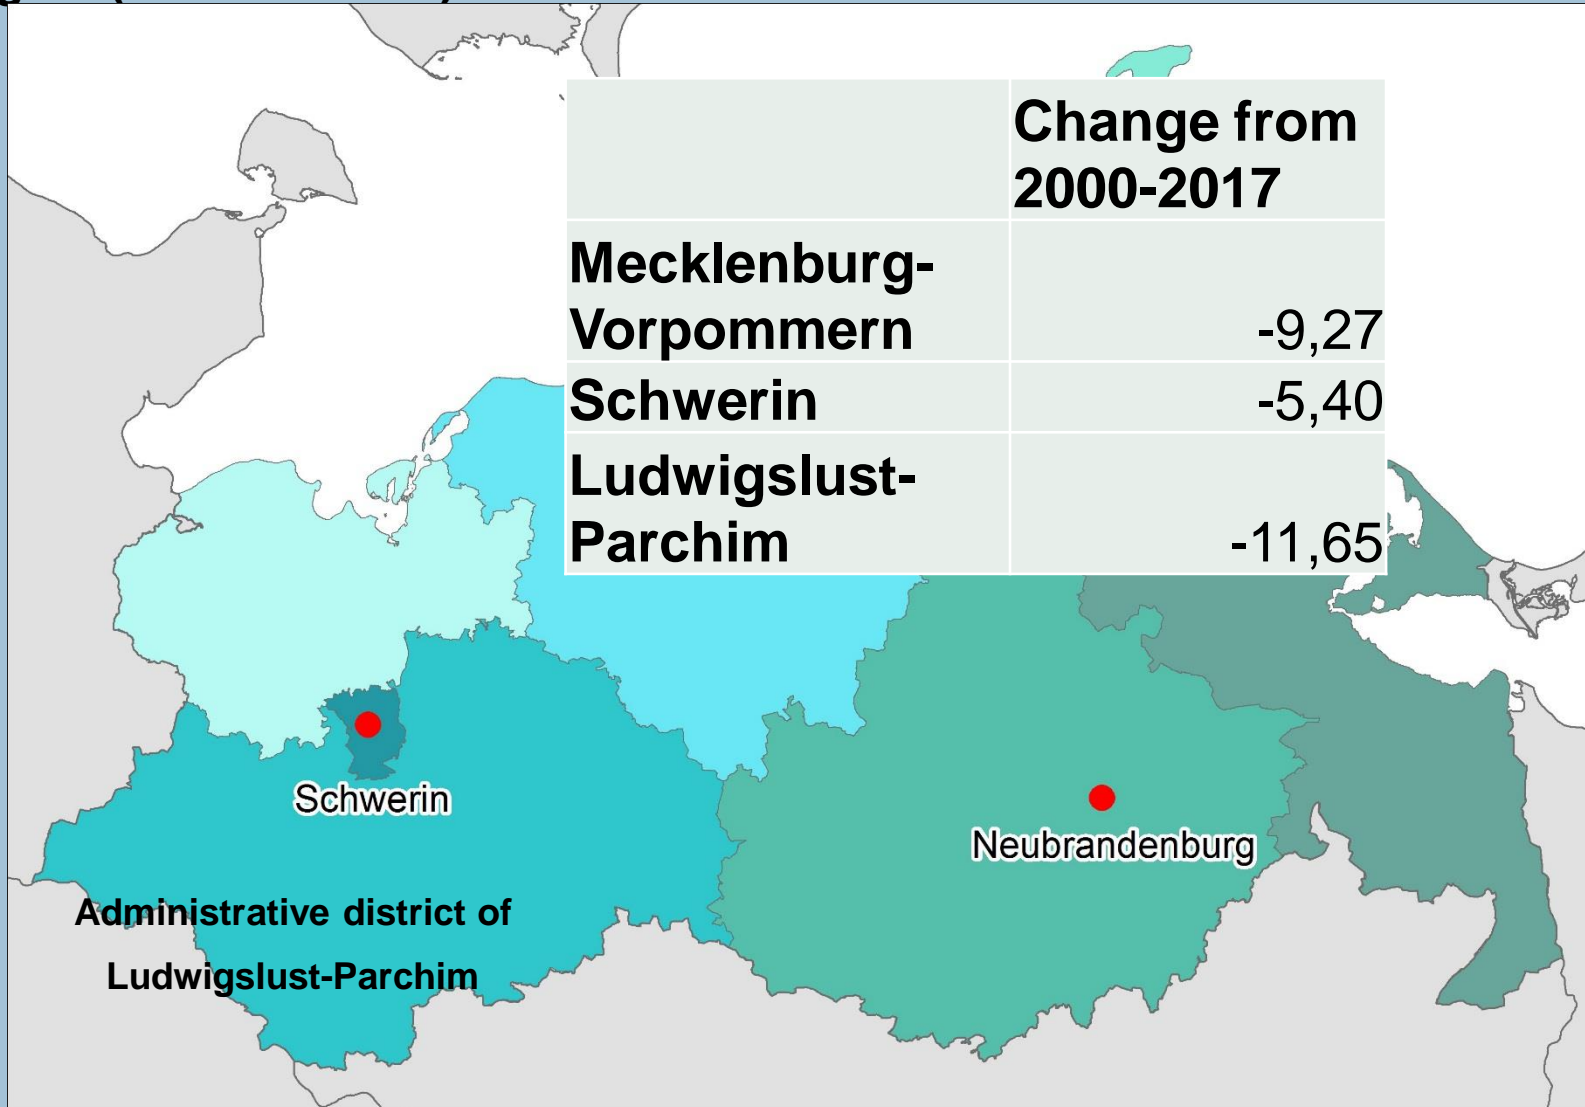 Change from
2000-2017
Mecklenburg-
Vorpommern -9,27
Schwerin -5,40
Ludwigslust-
Parchim -11,65
Schwerin
Neubrandenburg
Administrative district of
Ludwigslust-Parchim